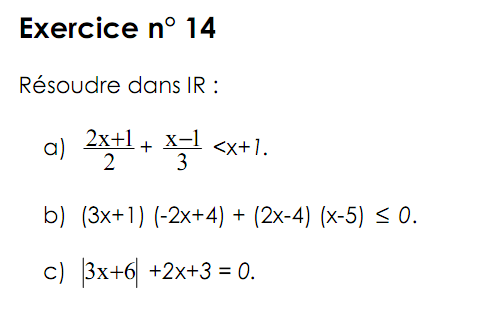 Exercice n° 14
Résoudre dans IR :
a) (2x+1)/2 + (x–1)/3 <x+1.
b) (3x+1) (-2x+4) + (2x-4) (x-5) ≤ 0.
c) |3x+6| +2x+3 = 0.